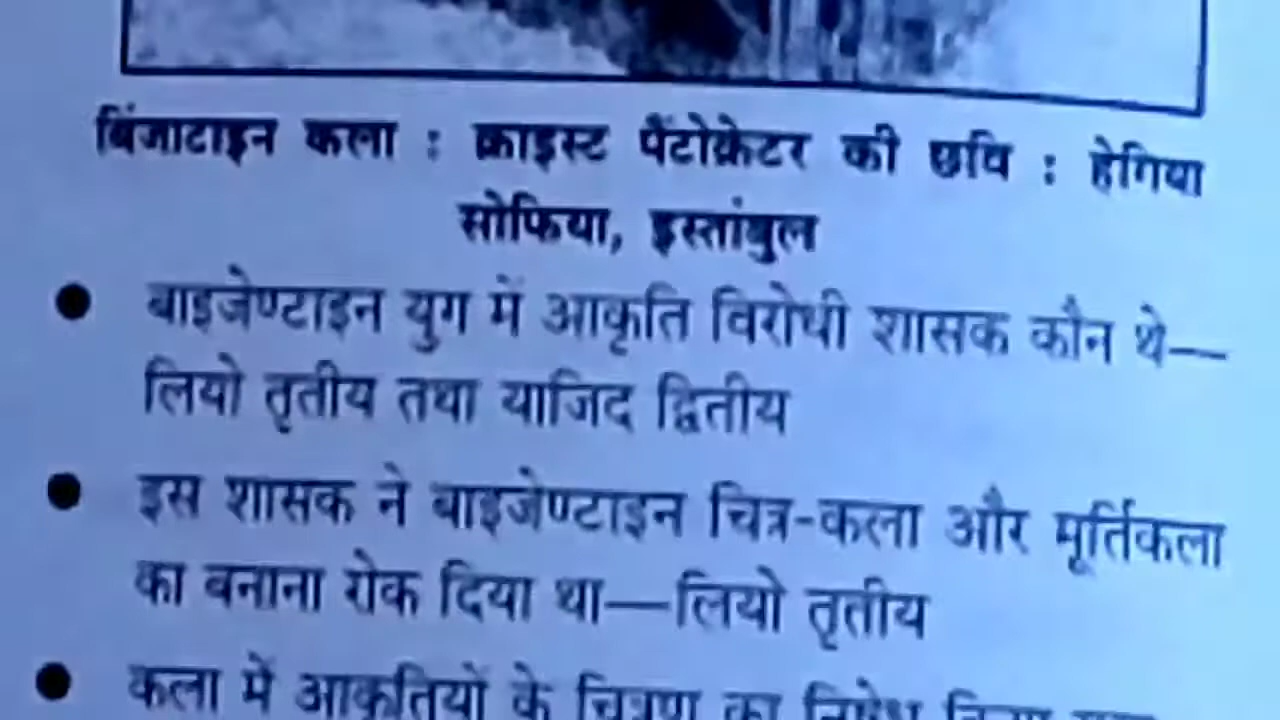 बिंजाटाइन कला : क्राइस्ट पैंटोक्रेटर की छवि : हेगिया
सोफिया, इस्तांबुल
● बाइजेण्टाइन युग में आकृति विरोधी शासक कौन थे—
लियो तृतीय तथा याजिद द्वितीय
● इस शासक ने बाइजेण्टाइन चित्र-कला और मूर्तिकला
का बनाना रोक दिया था—लियो तृतीय
● कला में आकृतियों के चित्रण का निषेध किया